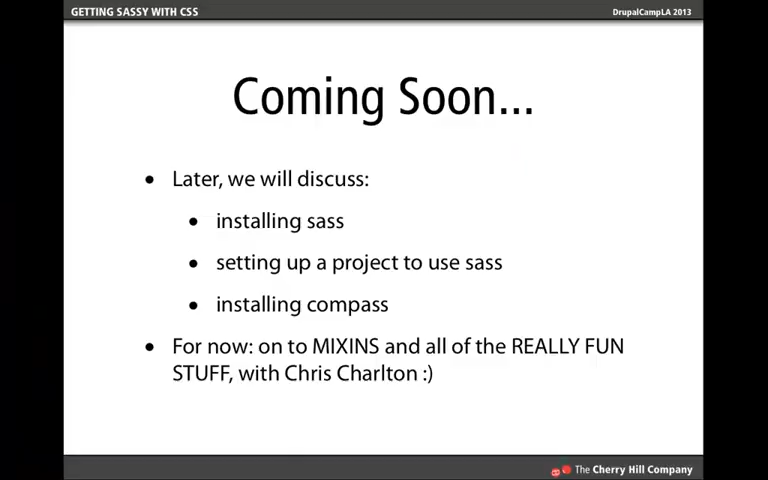 GETTING SASSY WITH CSS
DrupalCampLA 2013
Coming Soon...
• Later, we will discuss:
• installing sass
• setting up a project to use sass
• installing compass
• For now: on to MIXINS and all of the REALLY FUN
STUFF, with Chris Charlton :)
The Cherry Hill Company